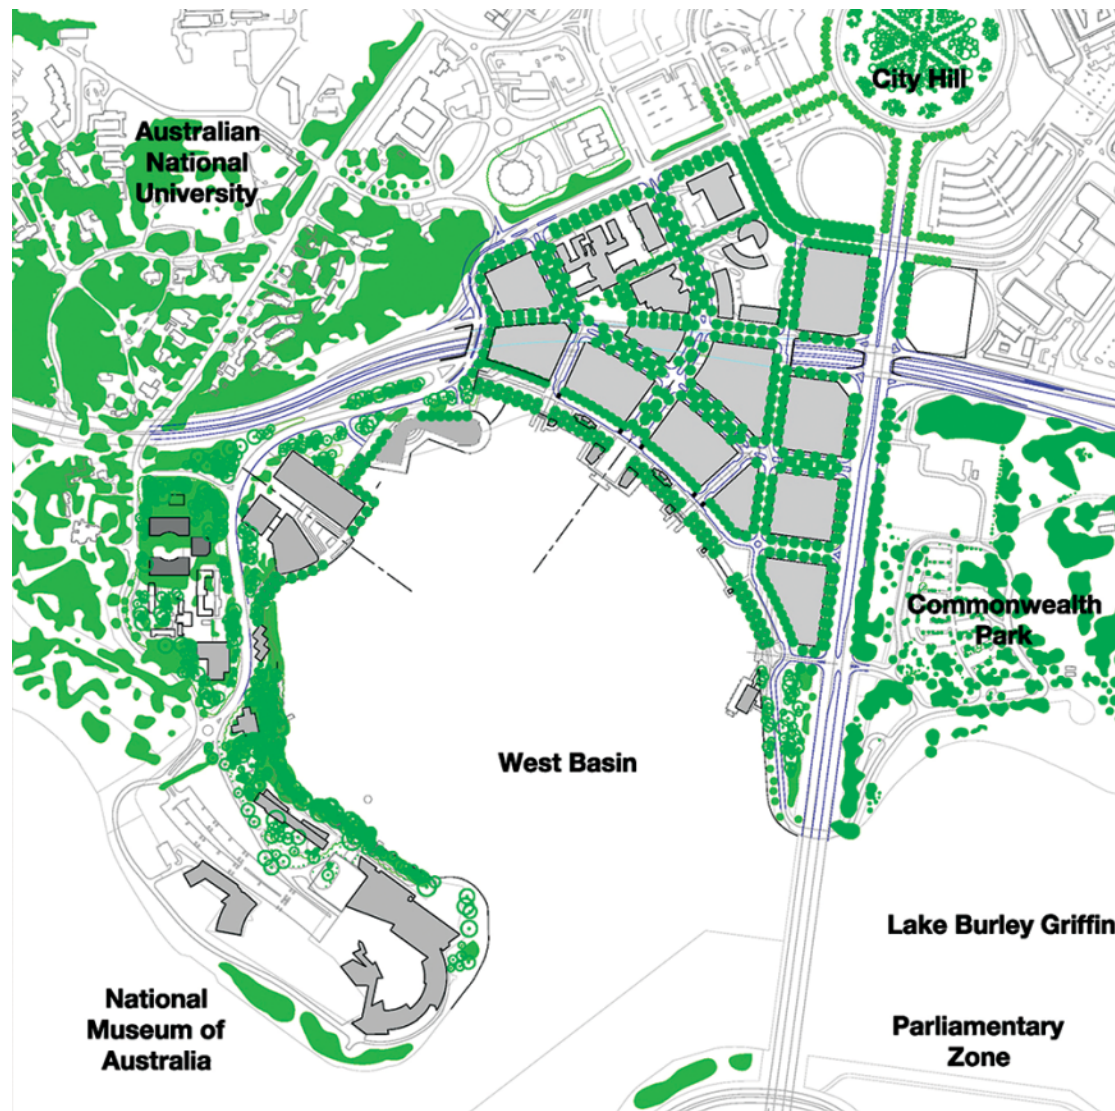 City Hill
Australian
National
University
Commonwealth
Park
West Basin
Lake Burley Griffin
National
Museum of
Australia
Parliamentary
Zone